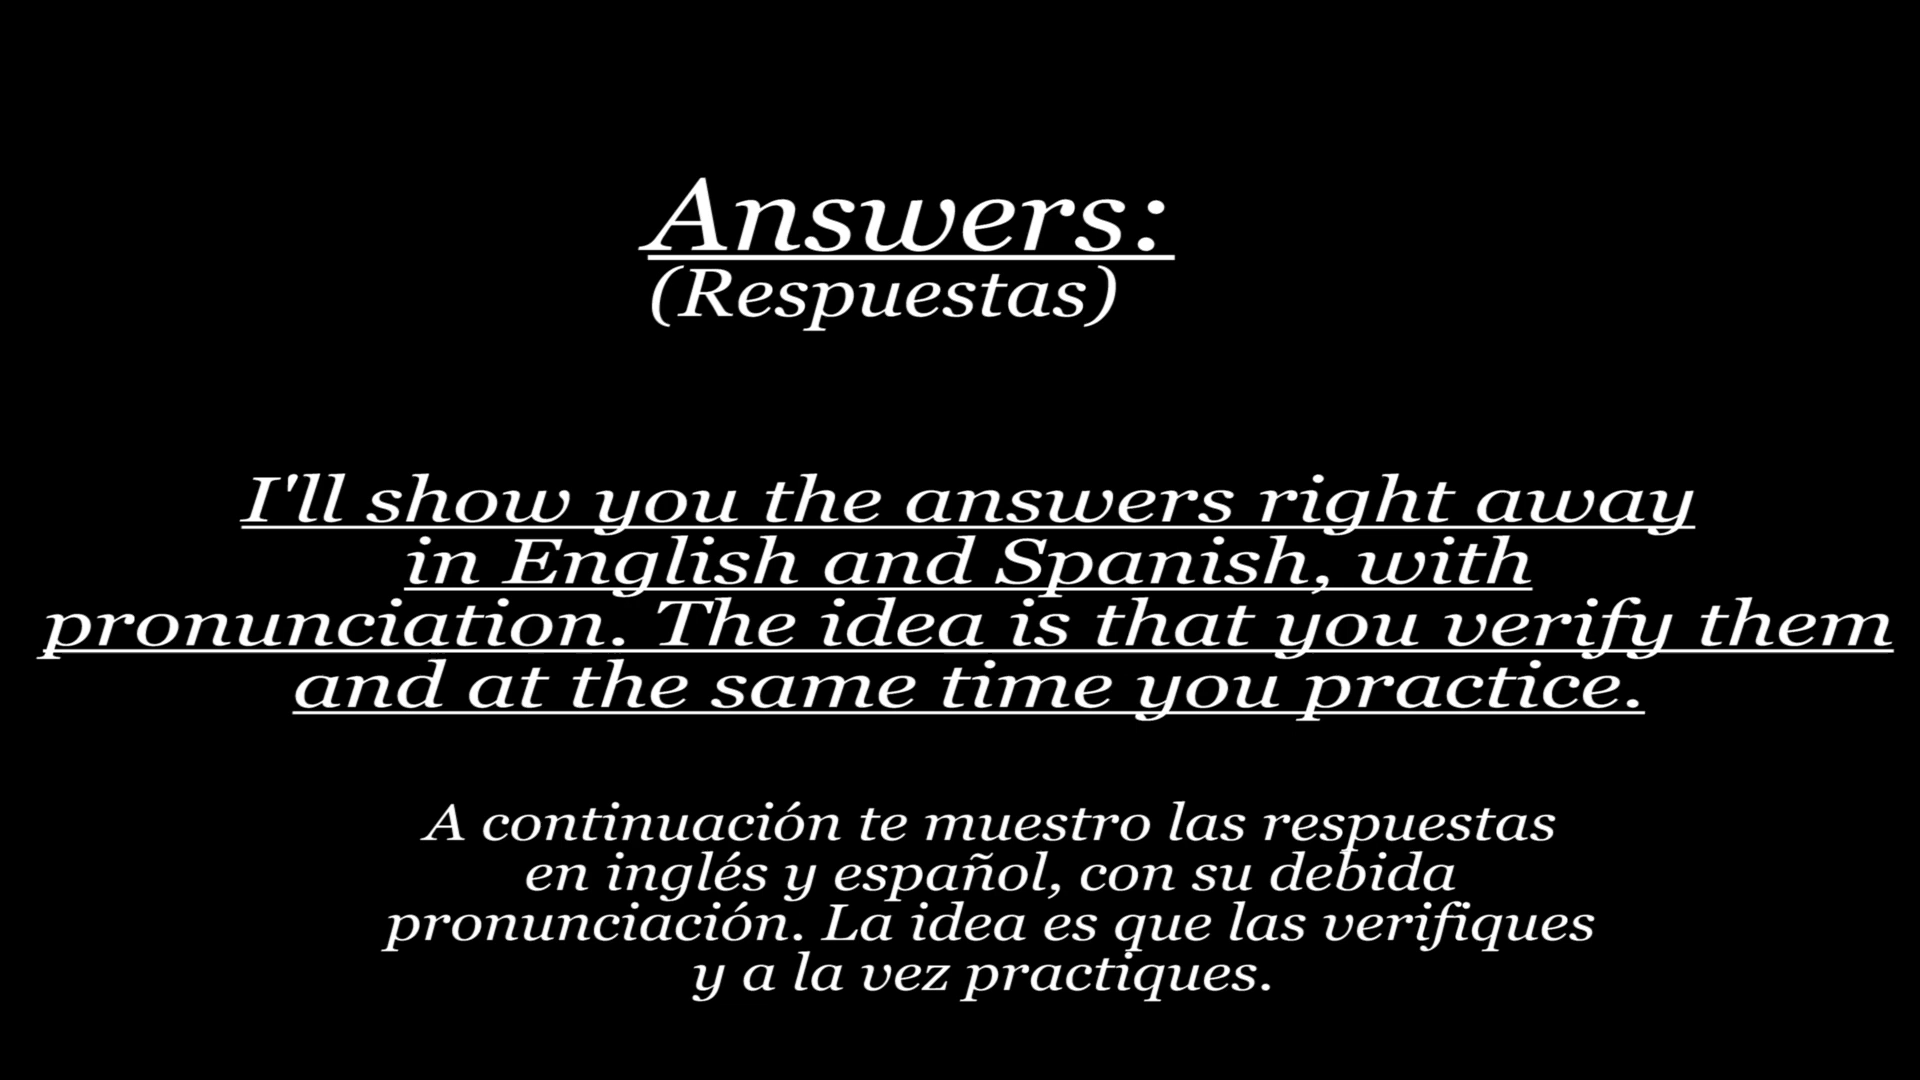 Answers:
(Respuestas)
I'll show you the answers right away
in English and Spanish, with
pronunciation. The idea is that you verify them
and at the same time you practice.
A continuación te muestro las respuestas
en inglés y español, con su debida
pronunciación. La idea es que las verifiques
y a la vez practiques.